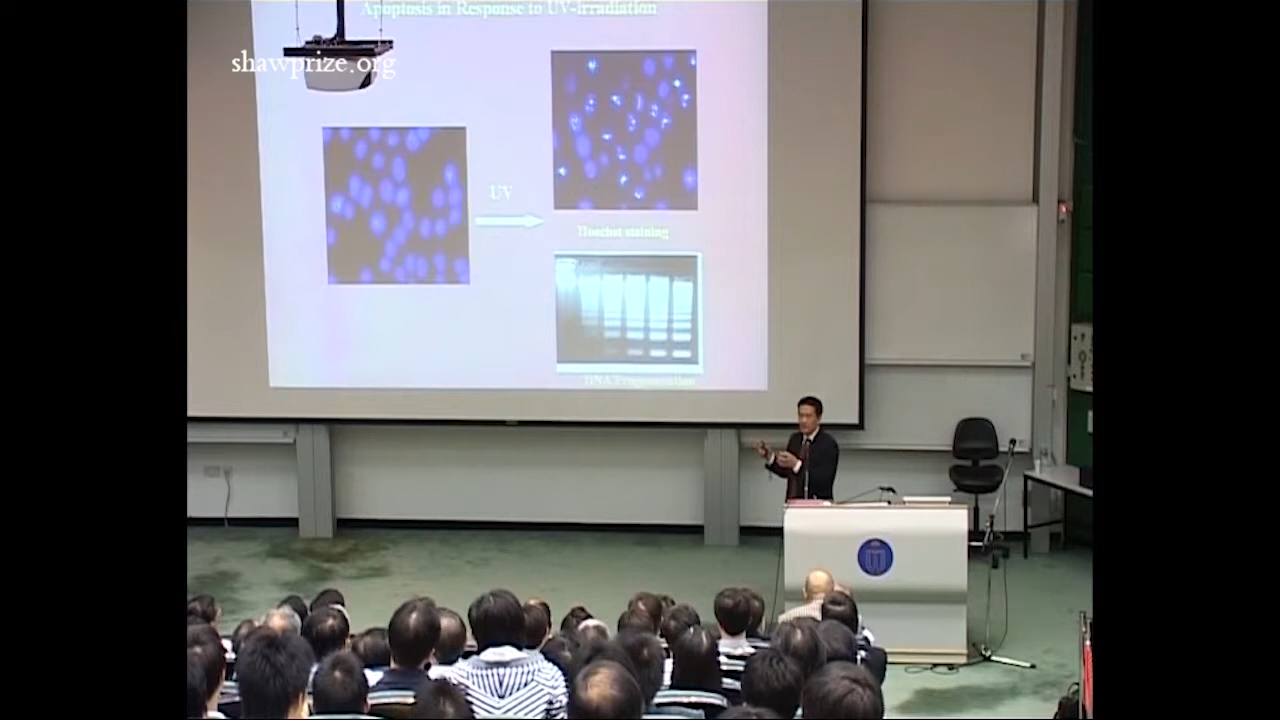 Apoptosis in Response to UV-irradiation
shawprize.org
UV
Hoechst staining
DNA Fragmentation